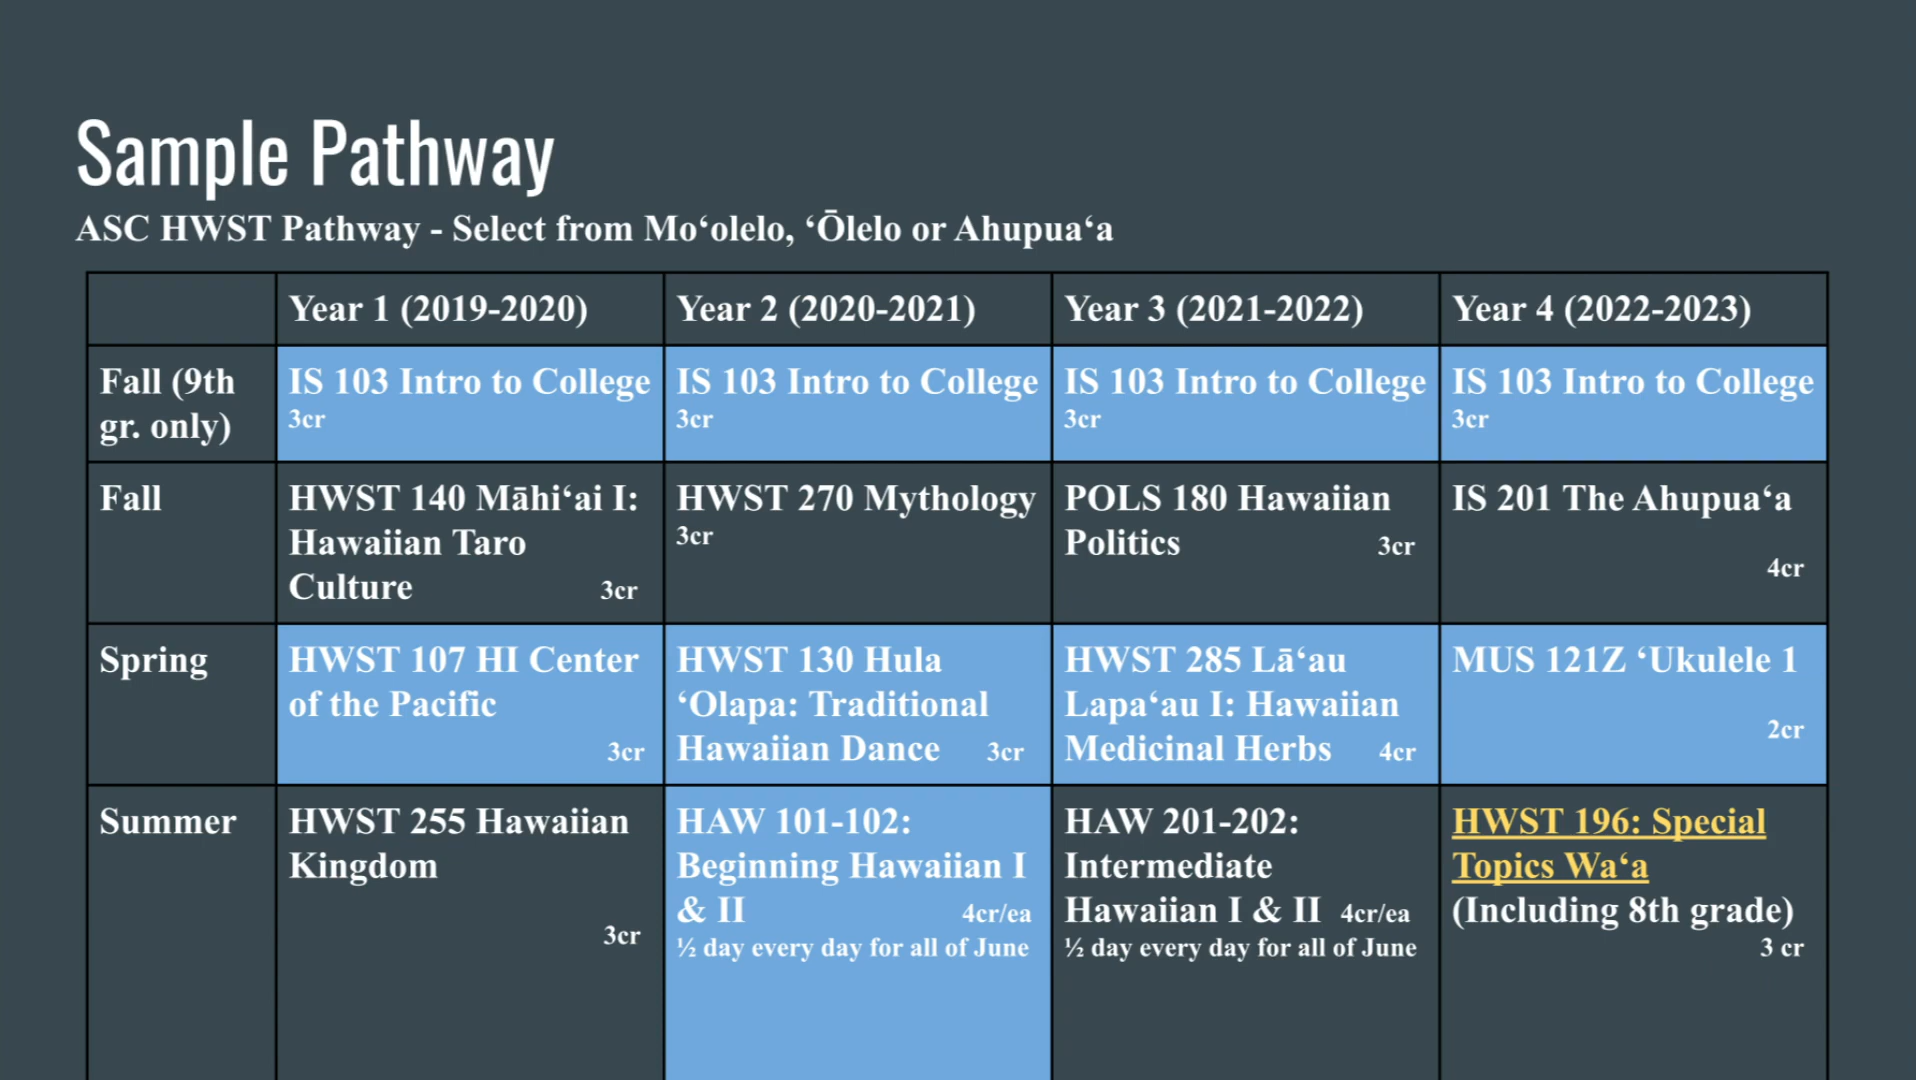 Sample Pathway
ASC HWST Pathway - Select from Moʻolelo, ʻŌlelo or Ahupuaʻa
Year 1 (2019-2020)
Year 2 (2020-2021)
Year 3 (2021-2022)
Year 4 (2022-2023)
Fall (9th
gr. only)
IS 103 Intro to College
3cr
IS 103 Intro to College
3cr
IS 103 Intro to College
3cr
IS 103 Intro to College
3cr
Fall
HWST 140 Māhiʻai I:
Hawaiian Taro
Culture 3cr
HWST 270 Mythology
3cr
POLS 180 Hawaiian
Politics 3cr
IS 201 The Ahupuaʻa
4cr
Spring
HWST 107 HI Center
of the Pacific
3cr
HWST 130 Hula
ʻOlapa: Traditional
Hawaiian Dance 3cr
HWST 285 Lāʻau
Lapaʻau I: Hawaiian
Medicinal Herbs 4cr
MUS 121Z ʻUkulele 1
2cr
Summer
HWST 255 Hawaiian
Kingdom
3cr
HAW 101-102:
Beginning Hawaiian I
& II 4cr/ea
½ day every day for all of June
HAW 201-202:
Intermediate
Hawaiian I & II 4cr/ea
½ day every day for all of June
HWST 196: Special
Topics Waʻa
(Including 8th grade)
3 cr